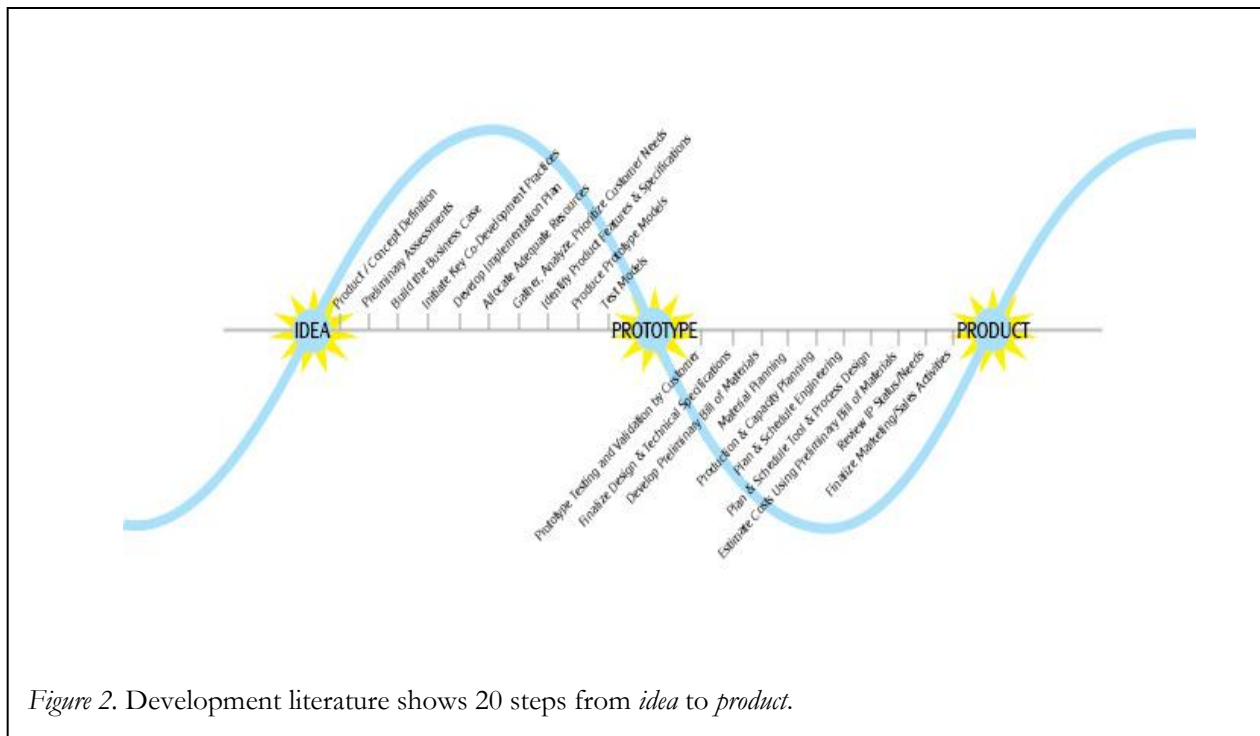 Product / Concept Definition
Preliminary Assessments
Build the Business Case
Initiate Key Co-Development Practices
Develop Implementation Plan
Allocate Adequate Resources
Gather, Analyze, Prioritize Customer Needs
Identify Product Features & Specifications
Produce Prototype Models
Test Models
IDEA
PROTOTYPE
PRODUCT
Prototype Testing and Validation by Customer
Finalize Design & Technical Specifications
Develop Preliminary Bill of Materials
Material Planning
Production & Capacity Planning
Plan & Schedule Engineering
Plan & Schedule Tool & Process Design
Estimate Costs Using Preliminary Bill of Materials
Review IP Status/Needs
Finalize Marketing/Sales Activities
Figure 2. Development literature shows 20 steps from idea to product.